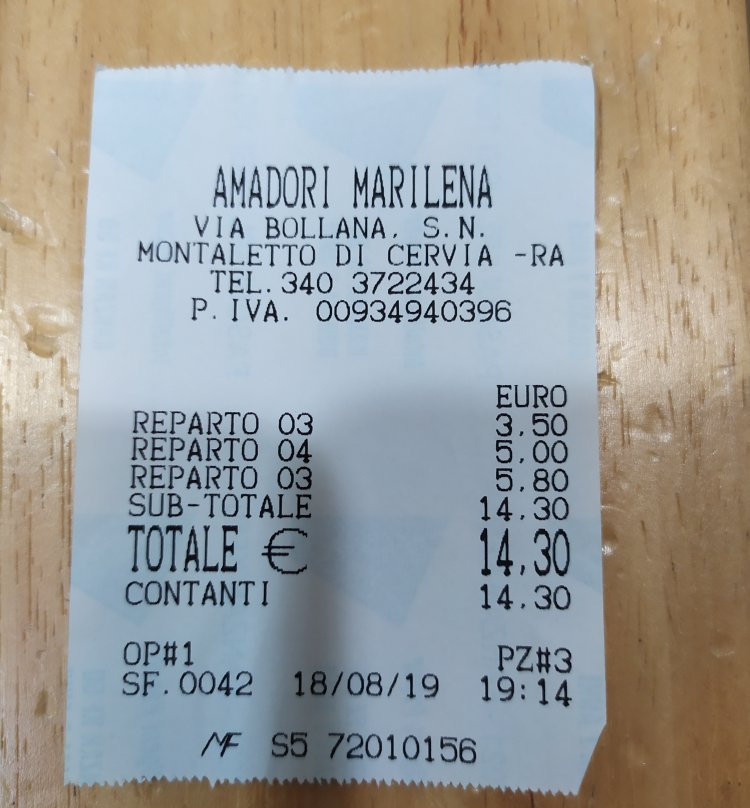 AMADORI MARILENA
VIA BOLLANA, S.N.
MONTALETTO DI CERVIA -RA
TEL. 340 3722434
P. IVA. 00934940396
EURO
REPARTO 03 3,50
REPARTO 04 5,00
REPARTO 03 5,80
SUB-TOTALE 14,30
TOTALE € 14,30
CONTANTI 14,30
OP#1 PZ#3
SF.0042 18/08/19 19:14
MF S5 72010156